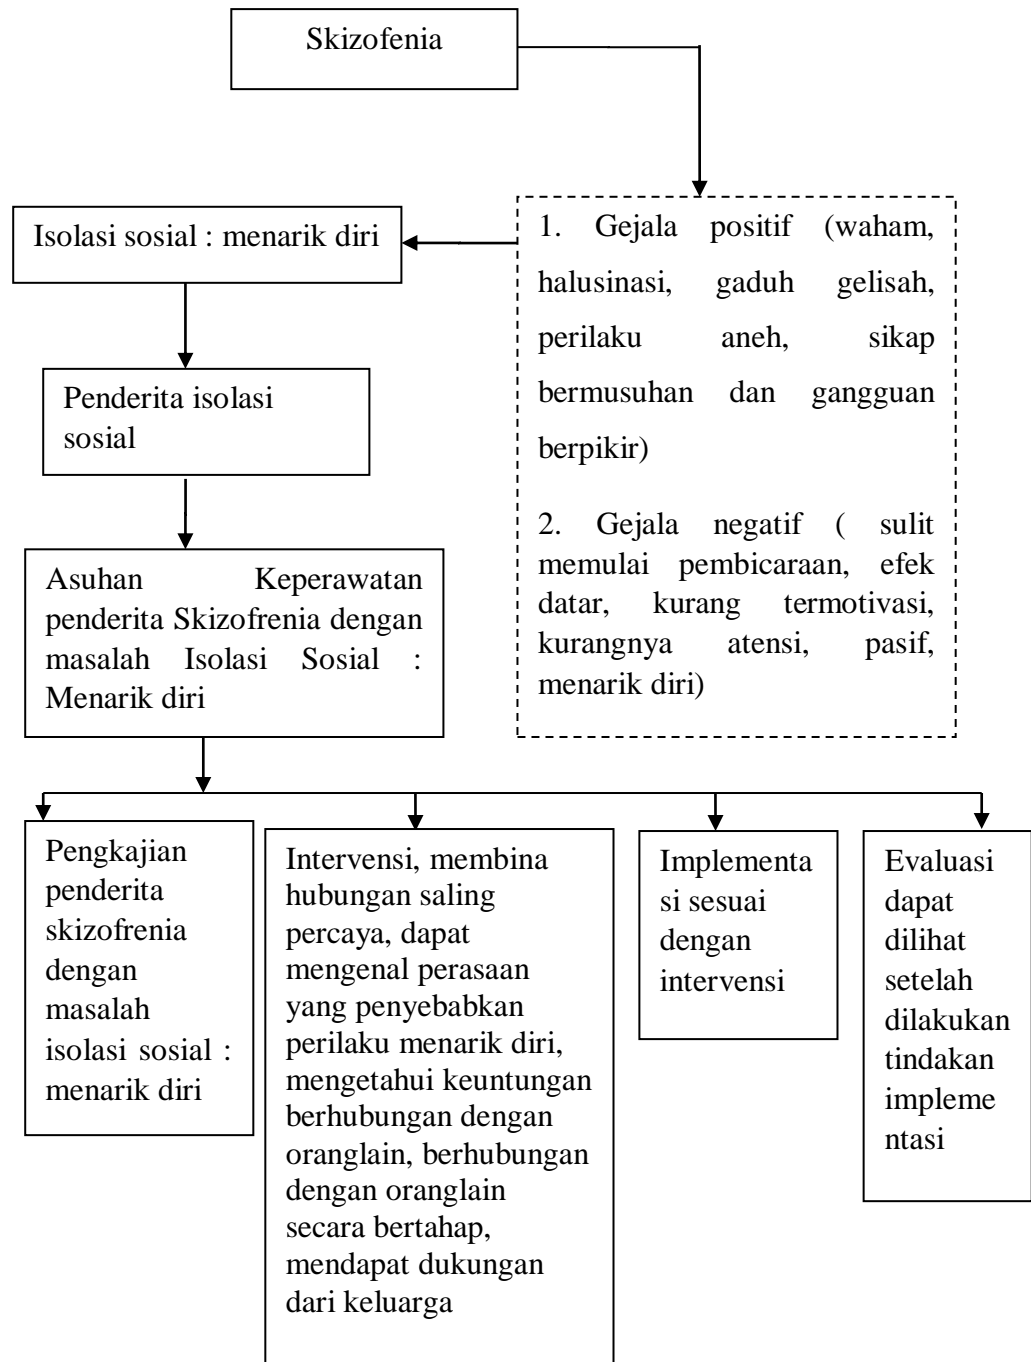 Skizofenia
Isolasi sosial : menarik diri
1. Gejala positif (waham,
halusinasi, gaduh gelisah,
perilaku aneh, sikap
bermusuhan dan gangguan
berpikir)
2. Gejala negatif ( sulit
memulai pembicaraan, efek
datar, kurang termotivasi,
kurangnya atensi, pasif,
menarik diri)
Penderita isolasi
sosial
Asuhan Keperawatan
penderita Skizofrenia dengan
masalah Isolasi Sosial :
Menarik diri
Pengkajian
penderita
skizofrenia
dengan
masalah
isolasi sosial :
menarik diri
Intervensi, membina
hubungan saling
percaya, dapat
mengenal perasaan
yang penyebabkan
perilaku menarik diri,
mengetahui keuntungan
berhubungan dengan
oranglain, berhubungan
dengan oranglain
secara bertahap,
mendapat dukungan
dari keluarga
Implementa
si sesuai
dengan
intervensi
Evaluasi
dapat
dilihat
setelah
dilakukan
tindakan
impleme
ntasi